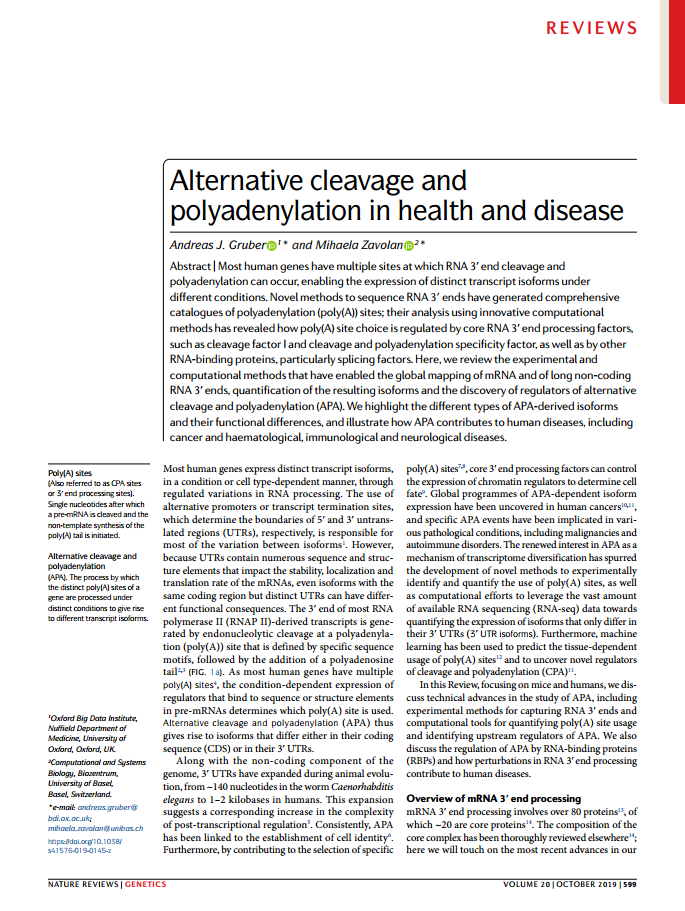 REVIEWS
Alternative cleavage and
polyadenylation in health and disease
Andreas J. Gruber 1* and Mihaela Zavolan 2*
Abstract | Most human genes have multiple sites at which RNA 3′ end cleavage and
polyadenylation can occur, enabling the expression of distinct transcript isoforms under
different conditions. Novel methods to sequence RNA 3′ ends have generated comprehensive
catalogues of polyadenylation (poly(A)) sites; their analysis using innovative computational
methods has revealed how poly(A) site choice is regulated by core RNA 3′ end processing factors,
such as cleavage factor I and cleavage and polyadenylation specificity factor, as well as by other
RNA-binding proteins, particularly splicing factors. Here, we review the experimental and
computational methods that have enabled the global mapping of mRNA and of long non-coding
RNA 3′ ends, quantification of the resulting isoforms and the discovery of regulators of alternative
cleavage and polyadenylation (APA). We highlight the different types of APA-derived isoforms
and their functional differences, and illustrate how APA contributes to human diseases, including
cancer and haematological, immunological and neurological diseases.
Poly(A) sites
(Also referred to as CPA sites
or 3′ end processing sites).
Single nucleotides after which
a pre-mRNA is cleaved and the
non-template synthesis of the
poly(A) tail is initiated.
Alternative cleavage and
polyadenylation
(APA). The process by which
the distinct poly(A) sites of a
gene are processed under
distinct conditions to give rise
to different transcript isoforms.
1Oxford Big Data Institute,
Nuffield Department of
Medicine, University of
Oxford, Oxford, UK.
2Computational and Systems
Biology, Biozentrum,
University of Basel,
Basel, Switzerland.
*e-mail: andreas.gruber@
bdi.ox.ac.uk;
mihaela.zavolan@unibas.ch
https://doi.org/10.1038/
s41576-019-0145-z
Most human genes express distinct transcript isoforms,
in a condition or cell type-dependent manner, through
regulated variations in RNA processing. The use of
alternative promoters or transcript termination sites,
which determine the boundaries of 5′ and 3′ untrans-
lated regions (UTRs), respectively, is responsible for
most of the variation between isoforms1. However,
because UTRs contain numerous sequence and struc-
ture elements that impact the stability, localization and
translation rate of the mRNAs, even isoforms with the
same coding region but distinct UTRs can have differ-
ent functional consequences. The 3′ end of most RNA
polymerase II (RNAP II)-derived transcripts is gene-
rated by endonucleolytic cleavage at a polyadenyla-
tion (poly(A)) site that is defined by specific sequence
motifs, followed by the addition of a polyadenosine
tail2,3 (FIG. 1a). As most human genes have multiple
poly(A) sites4, the condition-dependent expression of
regulators that bind to sequence or structure elements
in pre-mRNAs determines which poly(A) site is used.
Alternative cleavage and polyadenylation (APA) thus
gives rise to isoforms that differ either in their coding
sequence (CDS) or in their 3′ UTRs.
Along with the non-coding component of the
genome, 3′ UTRs have expanded during animal evolu-
tion, from ~140 nucleotides in the worm Caenorhabditis
elegans to 1–2 kilobases in humans. This expansion
suggests a corresponding increase in the complexity
of post-transcriptional regulation5. Consistently, APA
has been linked to the establishment of cell identity6.
Furthermore, by contributing to the selection of specific
poly(A) sites7,8, core 3′ end processing factors can control
the expression of chromatin regulators to determine cell
fate9. Global programmes of APA-dependent isoform
expression have been uncovered in human cancers10,11,
and specific APA events have been implicated in vari-
ous pathological conditions, including malignancies and
autoimmune disorders. The renewed interest in APA as a
mechanism of transcriptome diversification has spurred
the development of novel methods to experimentally
identify and quantify the use of poly(A) sites, as well
as computational efforts to leverage the vast amount
of available RNA sequencing (RNA-seq) data towards
quantifying the expression of isoforms that only differ in
their 3′ UTRs (3′ UTR isoforms). Furthermore, machine
learning has been used to predict the tissue-dependent
usage of poly(A) sites12 and to uncover novel regulators
of cleavage and polyadenylation (CPA)11.
In this Review, focusing on mice and humans, we dis-
cuss technical advances in the study of APA, including
experimental methods for capturing RNA 3′ ends and
computational tools for quantifying poly(A) site usage
and identifying upstream regulators of APA. We also
discuss the regulation of APA by RNA-binding proteins
(RBPs) and how perturbations in RNA 3′ end processing
contribute to human diseases.
Overview of mRNA 3′ end processing
mRNA 3′ end processing involves over 80 proteins13, of
which ~20 are core proteins14. The composition of the
core complex has been thoroughly reviewed elsewhere14;
here we will touch on the most recent advances in our
NATURE REVIEWS | GENETICS
VOLUME 20 | OCTOBER 2019 | 599